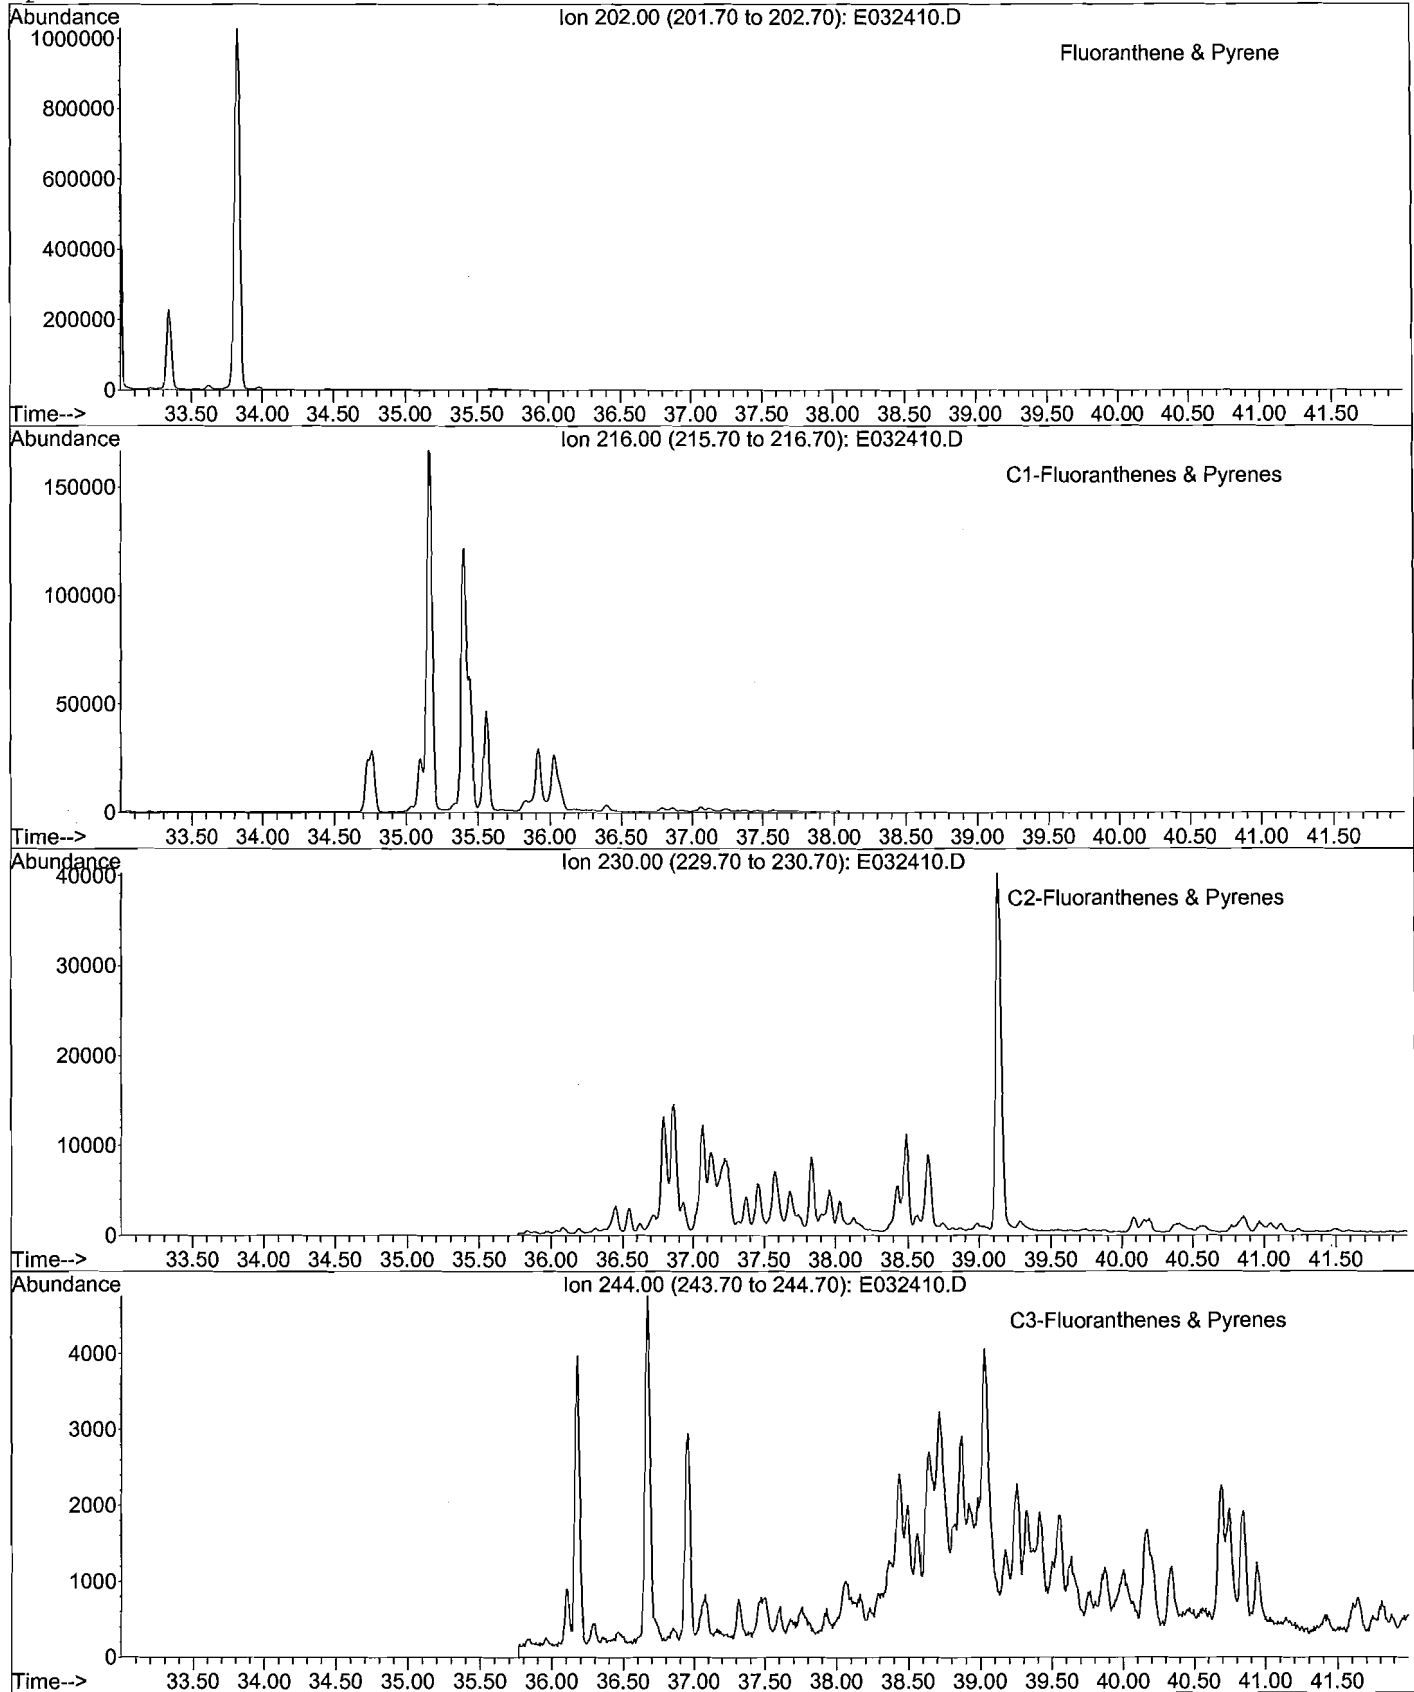 Abundance
Ion 202.00 (201.70 to 202.70): E032410.D
Fluoranthene & Pyrene
1000000
800000
600000
400000
200000
0
Time--> 33.50 34.00 34.50 35.00 35.50 36.00 36.50 37.00 37.50 38.00 38.50 39.00 39.50 40.00 40.50 41.00 41.50
Abundance
Ion 216.00 (215.70 to 216.70): E032410.D
C1-Fluoranthenes & Pyrenes
150000
100000
50000
0
Time--> 33.50 34.00 34.50 35.00 35.50 36.00 36.50 37.00 37.50 38.00 38.50 39.00 39.50 40.00 40.50 41.00 41.50
Abundance
Ion 230.00 (229.70 to 230.70): E032410.D
40000
C2-Fluoranthenes & Pyrenes
30000
20000
10000
0
Time--> 33.50 34.00 34.50 35.00 35.50 36.00 36.50 37.00 37.50 38.00 38.50 39.00 39.50 40.00 40.50 41.00 41.50
Abundance
Ion 244.00 (243.70 to 244.70): E032410.D
C3-Fluoranthenes & Pyrenes
4000
3000
2000
1000
0
Time--> 33.50 34.00 34.50 35.00 35.50 36.00 36.50 37.00 37.50 38.00 38.50 39.00 39.50 40.00 40.50 41.00 41.50